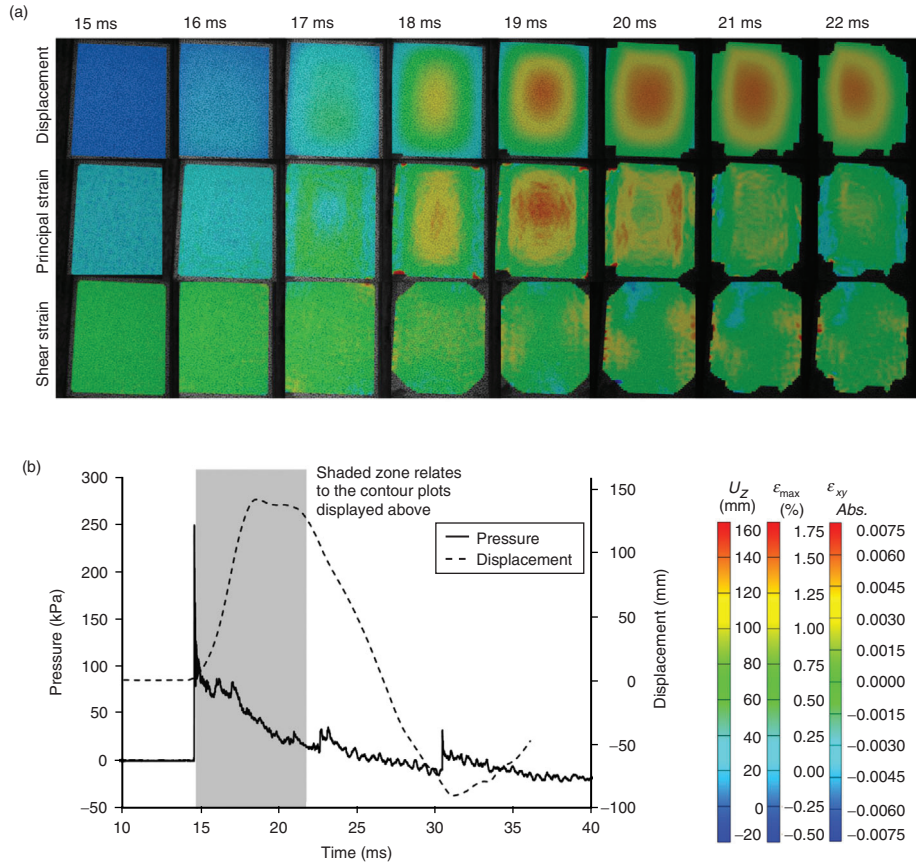 (a)
15 ms 16 ms 17 ms 18 ms 19 ms 20 ms 21 ms 22 ms
Displacement
Principal strain
Shear strain
(b)
Shaded zone relates
to the contour plots
displayed above
Pressure
Displacement
Pressure (kPa)
300
250
200
150
100
50
0
−50
10 15 20 25 30 35 40
Time (ms)
150
100
50
0
−50
−100
Displacement (mm)
U_Z ε_max ε_xy
(mm) (%) Abs.
160 1.75 0.0075
140 1.50 0.0060
120 1.25 0.0045
100 1.00 0.0030
80 0.75 0.0015
60 0.50 0.0000
40 0.25 −0.0015
20 0.00 −0.0030
0 −0.25 −0.0045
−20 −0.50 −0.0060
−0.0075